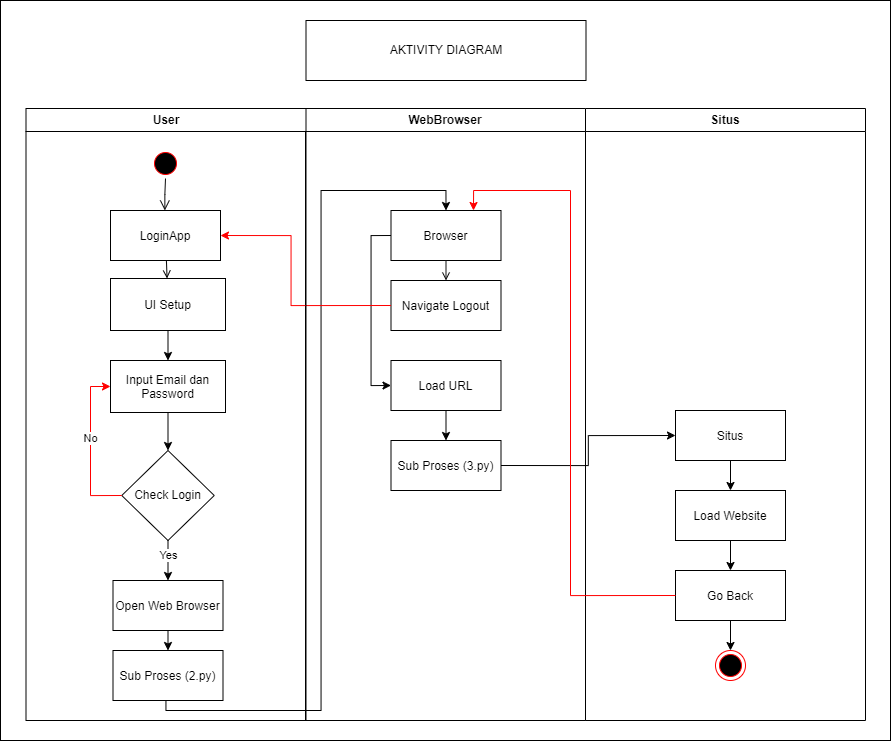 AKTIVITY DIAGRAM
User
WebBrowser
Situs
LoginApp
UI Setup
Input Email dan
Password
No
Check Login
Yes
Open Web Browser
Sub Proses (2.py)
Browser
Navigate Logout
Load URL
Sub Proses (3.py)
Situs
Load Website
Go Back